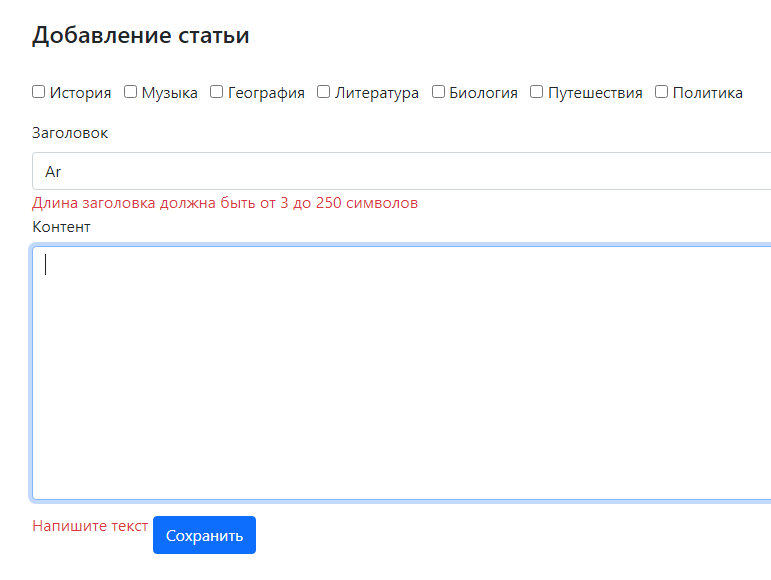 Добавление статьи
История Музыка География Литература Биология Путешествия Политика
Заголовок
Ar
Длина заголовка должна быть от 3 до 250 символов
Контент
Напишите текст Сохранить